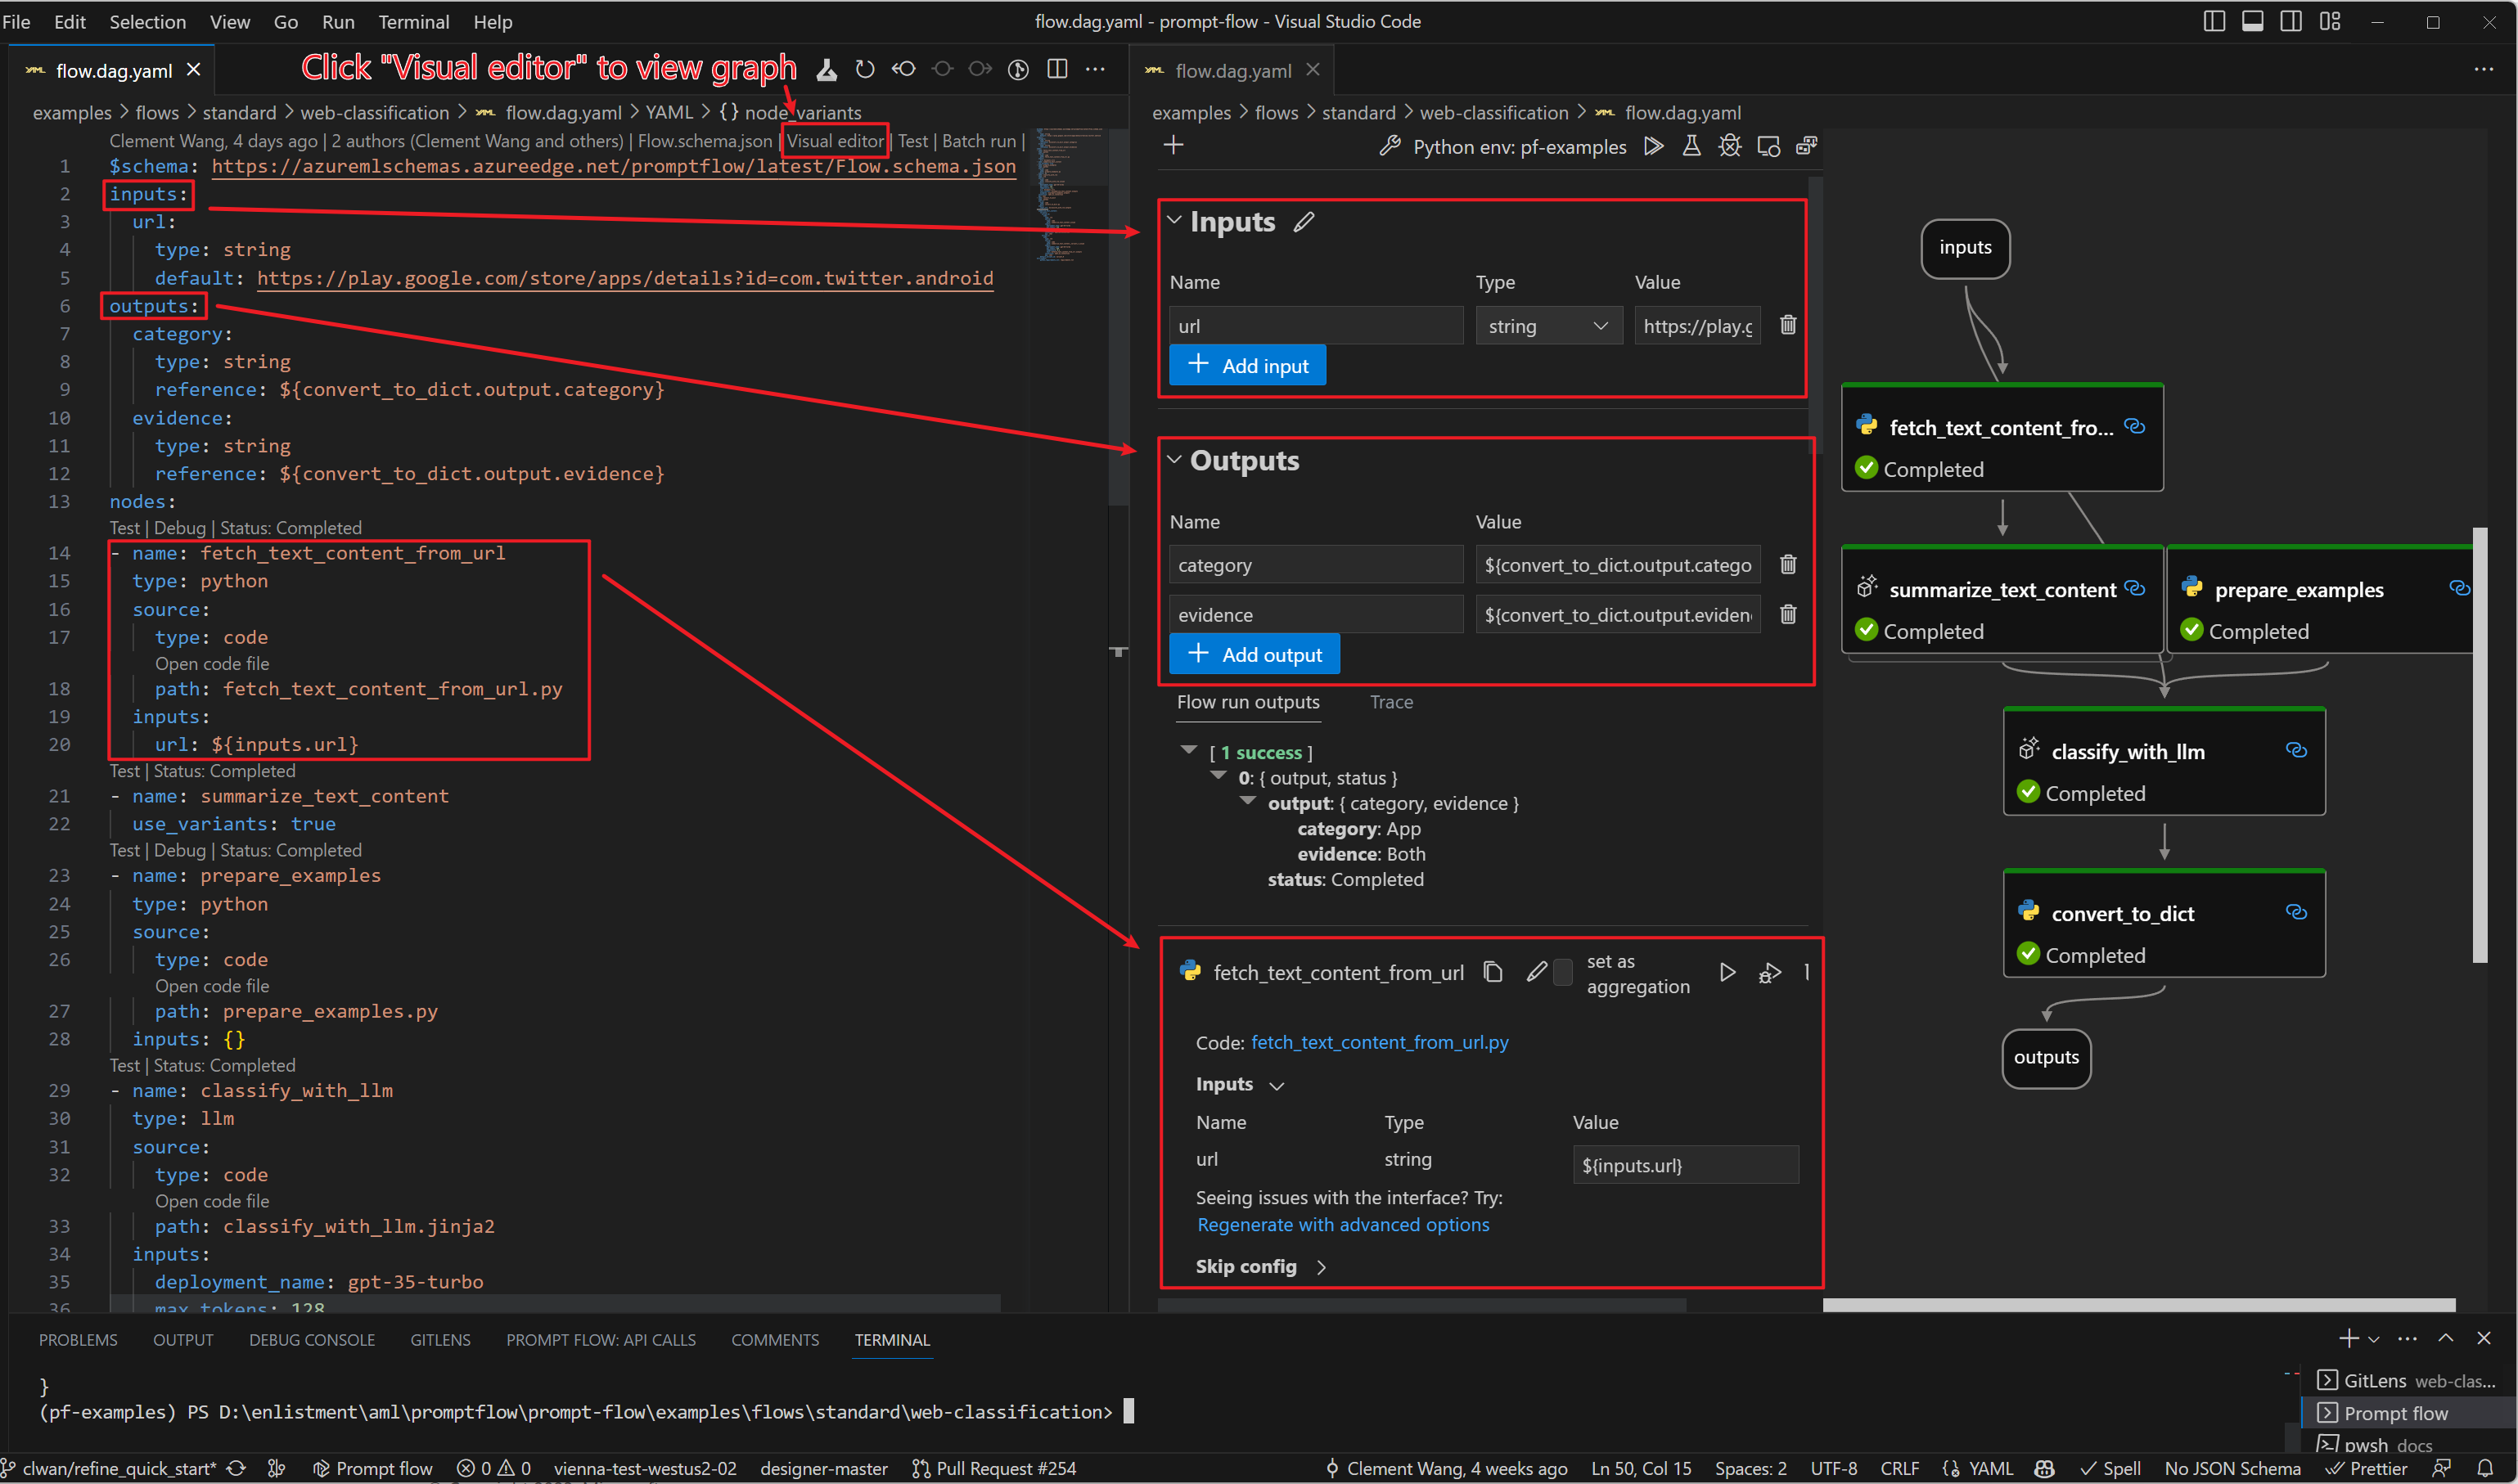 File Edit Selection View Go Run Terminal Help
flow.dag.yaml - prompt-flow - Visual Studio Code
flow.dag.yaml
Click "Visual editor" to view graph
examples > flows > standard > web-classification > flow.dag.yaml > YAML > {} node_variants
Clement Wang, 4 days ago | 2 authors (Clement Wang and others) | Flow.schema.json | Visual editor | Test | Batch run |
1 $schema: https://azuremlschemas.azureedge.net/promptflow/latest/Flow.schema.json
2 inputs:
3 url:
4 type: string
5 default: https://play.google.com/store/apps/details?id=com.twitter.android
6 outputs:
7 category:
8 type: string
9 reference: ${convert_to_dict.output.category}
10 evidence:
11 type: string
12 reference: ${convert_to_dict.output.evidence}
13 nodes:
Test | Debug | Status: Completed
14 - name: fetch_text_content_from_url
15 type: python
16 source:
17 type: code
Open code file
18 path: fetch_text_content_from_url.py
19 inputs:
20 url: ${inputs.url}
Test | Status: Completed
21 - name: summarize_text_content
22 use_variants: true
Test | Debug | Status: Completed
23 - name: prepare_examples
24 type: python
25 source:
26 type: code
Open code file
27 path: prepare_examples.py
28 inputs: {}
Test | Status: Completed
29 - name: classify_with_llm
30 type: llm
31 source:
32 type: code
Open code file
33 path: classify_with_llm.jinja2
34 inputs:
35 deployment_name: gpt-35-turbo
36 max_tokens: 128
flow.dag.yaml
examples > flows > standard > web-classification > flow.dag.yaml
Python env: pf-examples
Inputs
Name Type Value
url string https://play.g
Add input
Outputs
Name Value
category ${convert_to_dict.output.catego
evidence ${convert_to_dict.output.eviden
Add output
Flow run outputs Trace
[ 1 success ]
0: { output, status }
output: { category, evidence }
category: App
evidence: Both
status: Completed
fetch_text_content_from_url
set as
aggregation
Code: fetch_text_content_from_url.py
Inputs
Name Type Value
url string ${inputs.url}
Seeing issues with the interface? Try:
Regenerate with advanced options
Skip config
inputs
fetch_text_content_fro...
Completed
summarize_text_content
Completed
prepare_examples
Completed
classify_with_llm
Completed
convert_to_dict
Completed
outputs
PROBLEMS OUTPUT DEBUG CONSOLE GITLENS PROMPT FLOW: API CALLS COMMENTS TERMINAL
}
(pf-examples) PS D:\enlistment\aml\promptflow\prompt-flow\examples\flows\standard\web-classification>
GitLens web-clas...
Prompt flow
pwsh docs
clwan/refine_quick_start* Prompt flow 0 0 vienna-test-westus2-02 designer-master Pull Request #254 Clement Wang, 4 weeks ago Ln 50, Col 15 Spaces: 2 UTF-8 CRLF YAML Spell No JSON Schema Prettier